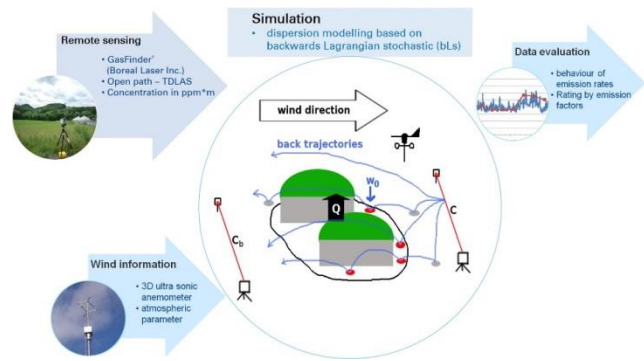 Remote sensing
• GasFinder²
(Boreal Laser Inc.)
• Open path – TDLAS
• Concentration in ppm*m
Simulation
• dispersion modelling based on
backwards Lagrangian stochastic (bLs)
Data evaluation
• behaviour of
emission rates
• Rating by emission
factors
wind direction
back trajectories
w₀
Q
C
C_b
Wind information
• 3D ultra sonic
anemometer
• atmospheric
parameter